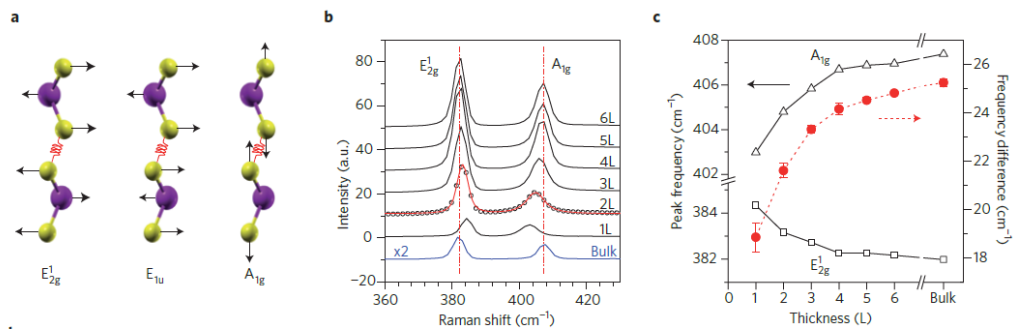 a
E¹₂g
E₁u
A₁g
b
E¹₂g
A₁g
6L
5L
4L
3L
2L
1L
x2
Bulk
80
60
40
20
0
−20
Intensity (a.u.)
360
380
400
420
Raman shift (cm⁻¹)
c
408
406
404
402
384
382
Peak frequency (cm⁻¹)
A₁g
E¹₂g
26
24
22
20
18
Frequency difference (cm⁻¹)
0
1
2
3
4
5
6
Bulk
Thickness (L)